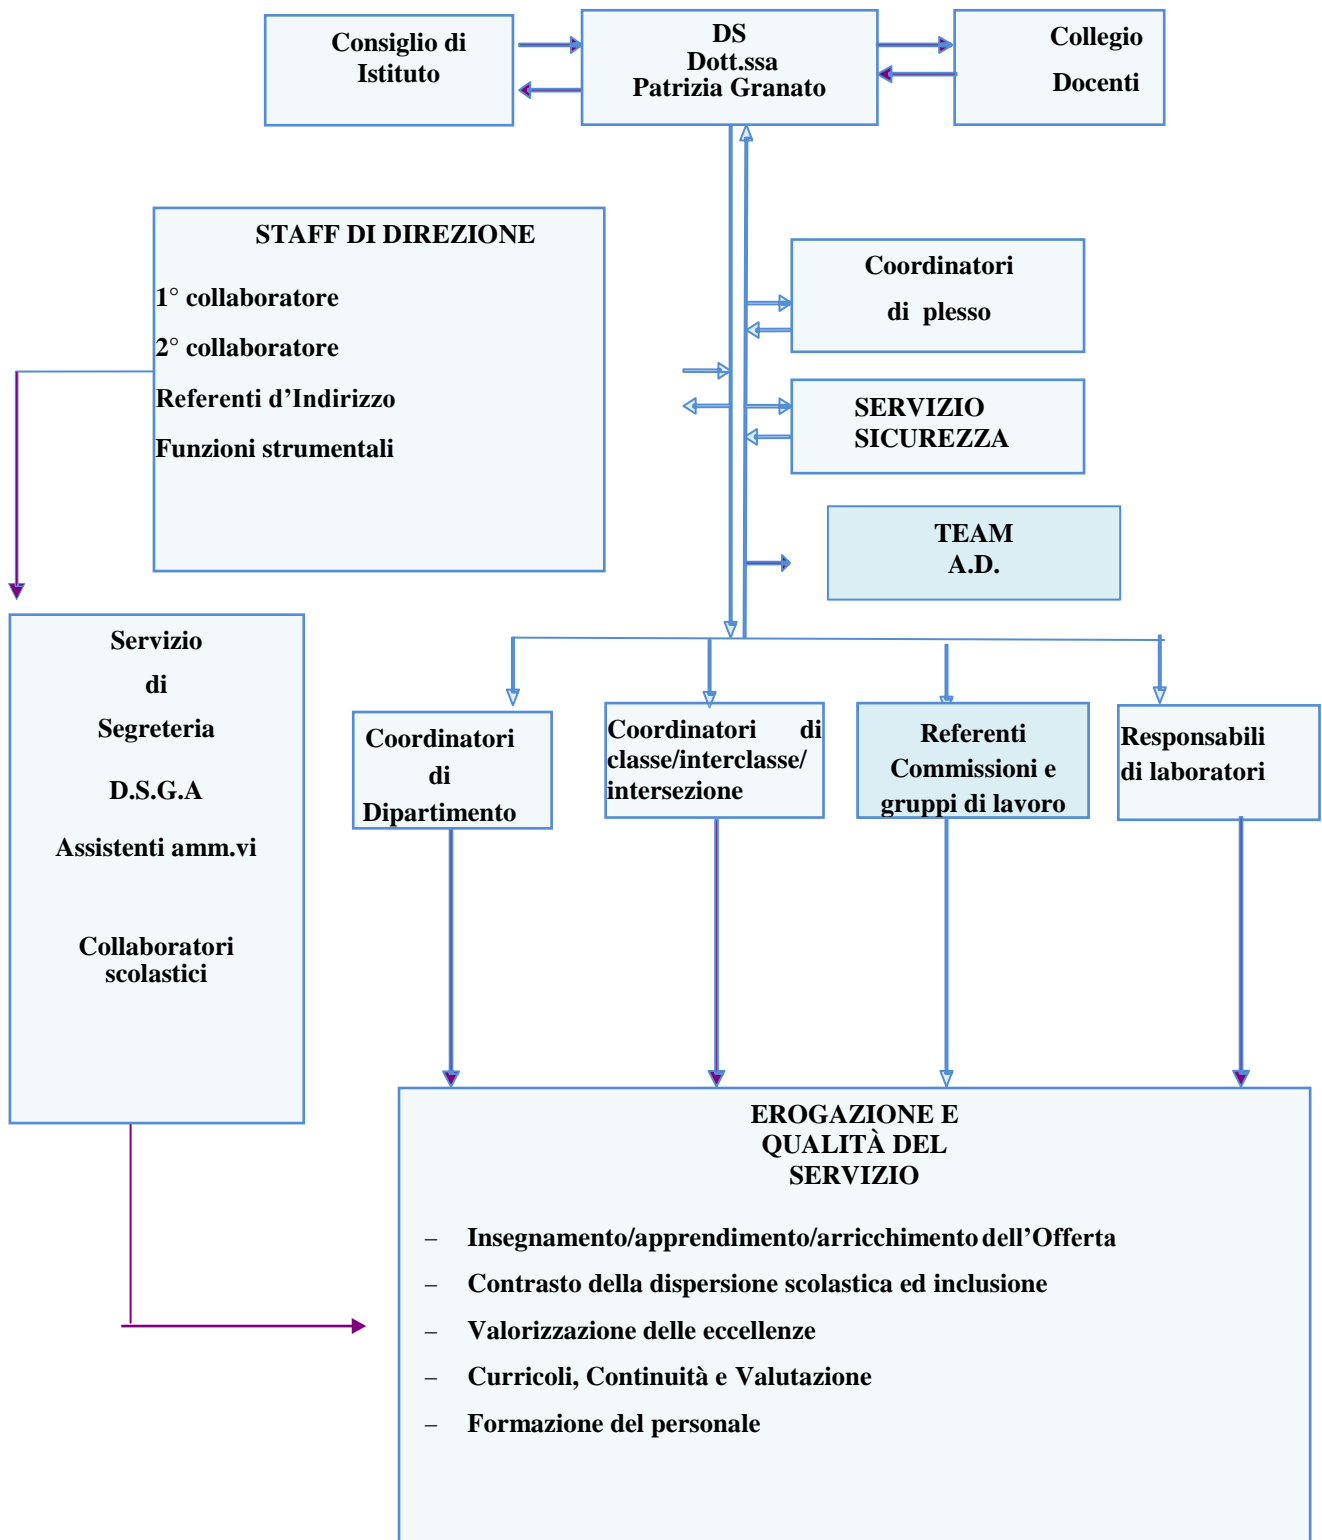 Consiglio di
Istituto
DS
Dott.ssa
Patrizia Granato
Collegio
Docenti
STAFF DI DIREZIONE
1° collaboratore
2° collaboratore
Referenti d’Indirizzo
Funzioni strumentali
Coordinatori
di plesso
SERVIZIO
SICUREZZA
TEAM
A.D.
Servizio
di
Segreteria
D.S.G.A
Assistenti amm.vi
Collaboratori
scolastici
Coordinatori
di
Dipartimento
Coordinatori di
classe/interclasse/
intersezione
Referenti
Commissioni e
gruppi di lavoro
Responsabili
di laboratori
EROGAZIONE E
QUALITÀ DEL
SERVIZIO
– Insegnamento/apprendimento/arricchimento dell’Offerta
– Contrasto della dispersione scolastica ed inclusione
– Valorizzazione delle eccellenze
– Curricoli, Continuità e Valutazione
– Formazione del personale